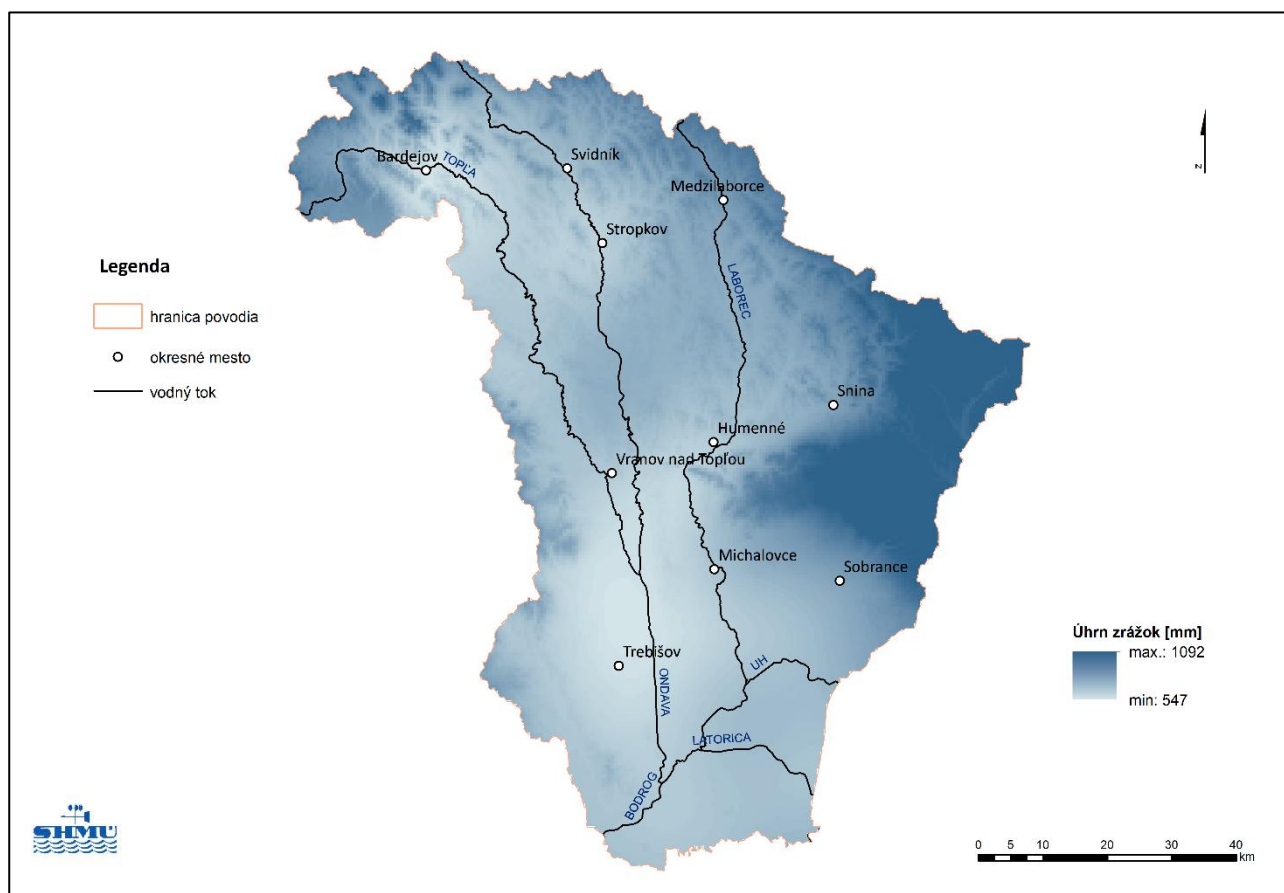 Bardejov
TOPĽA
Svidník
Medzilaborce
Stropkov
LABOREC
Legenda
hranica povodia
okresné mesto
vodný tok
Snina
Humenné
Vranov nad Topľou
Michalovce
Sobrance
Úhrn zrážok [mm]
max.: 1092
min: 547
Trebišov
UH
ONDAVA
LATORICA
BODROG
SHMÚ
0 5 10 20 30 40
km
N